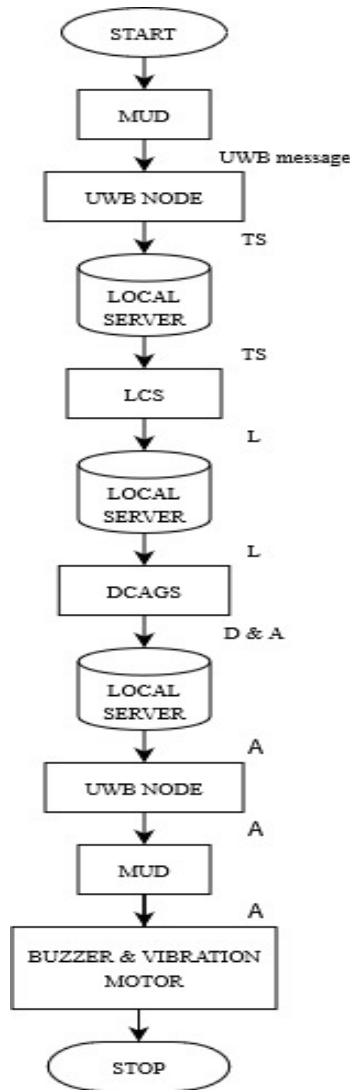 START
MUD
UWB message
UWB NODE
TS
LOCAL
SERVER
TS
LCS
L
LOCAL
SERVER
L
DCAGS
D & A
LOCAL
SERVER
A
UWB NODE
A
MUD
A
BUZZER & VIBRATION
MOTOR
STOP